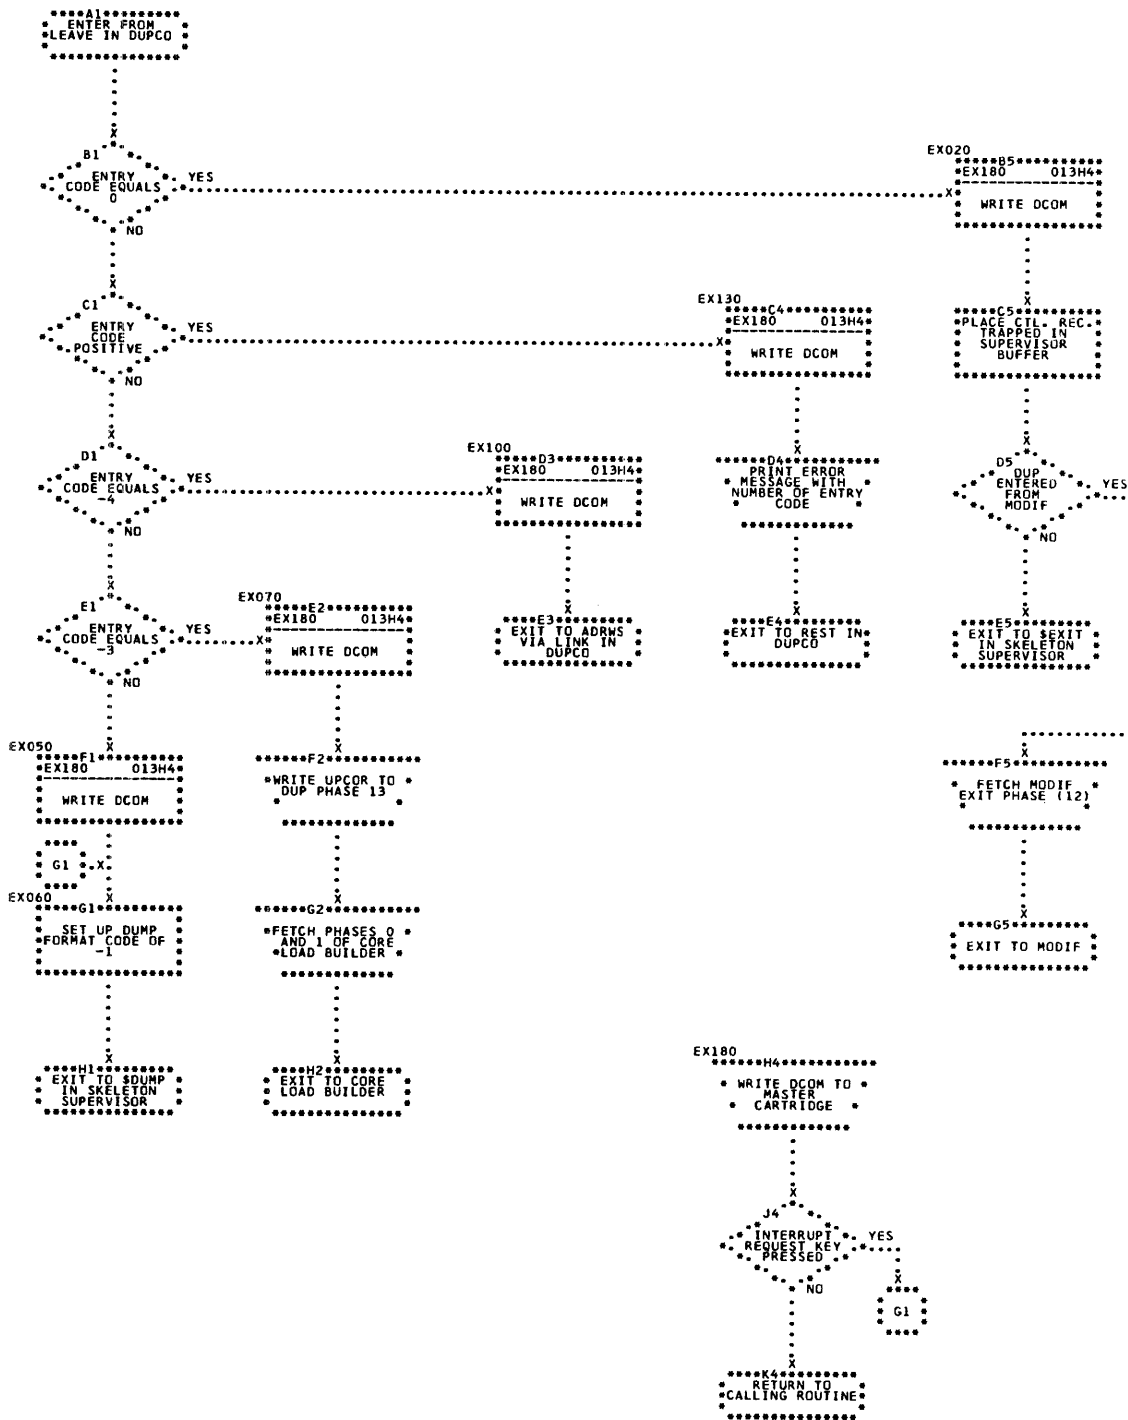 A1
ENTER FROM
LEAVE IN DUPCO
B1
ENTRY
CODE EQUALS
0
YES
NO
EX020
B5
EX180 013H4
WRITE DCOM
C1
ENTRY
CODE
POSITIVE
YES
NO
EX130
C4
EX180 013H4
WRITE DCOM
C5
PLACE CTL. REC.
TRAPPED IN
SUPERVISOR
BUFFER
D1
ENTRY
CODE EQUALS
-4
YES
NO
EX100
D3
EX180 013H4
WRITE DCOM
D4
PRINT ERROR
MESSAGE WITH
NUMBER OF ENTRY
CODE
D5
DUP
ENTERED
FROM
MODIF
YES
NO
E1
ENTRY
CODE EQUALS
-3
YES
NO
EX070
E2
EX180 013H4
WRITE DCOM
E3
EXIT TO ADRWS
VIA LINK IN
DUPCO
E4
EXIT TO REST IN
DUPCO
E5
EXIT TO $EXIT
IN SKELETON
SUPERVISOR
EX050
F1
EX180 013H4
WRITE DCOM
F2
WRITE UPCOR TO
DUP PHASE 13
F5
FETCH MODIF
EXIT PHASE (12)
G1
EX060
G1
SET UP DUMP
FORMAT CODE OF
-1
G2
FETCH PHASES 0
AND 1 OF CORE
LOAD BUILDER
G5
EXIT TO MODIF
H1
EXIT TO $DUMP
IN SKELETON
SUPERVISOR
H2
EXIT TO CORE
LOAD BUILDER
EX180
H4
WRITE DCOM TO
MASTER
CARTRIDGE
J4
INTERRUPT
REQUEST KEY
PRESSED
YES
NO
G1
K4
RETURN TO
CALLING ROUTINE